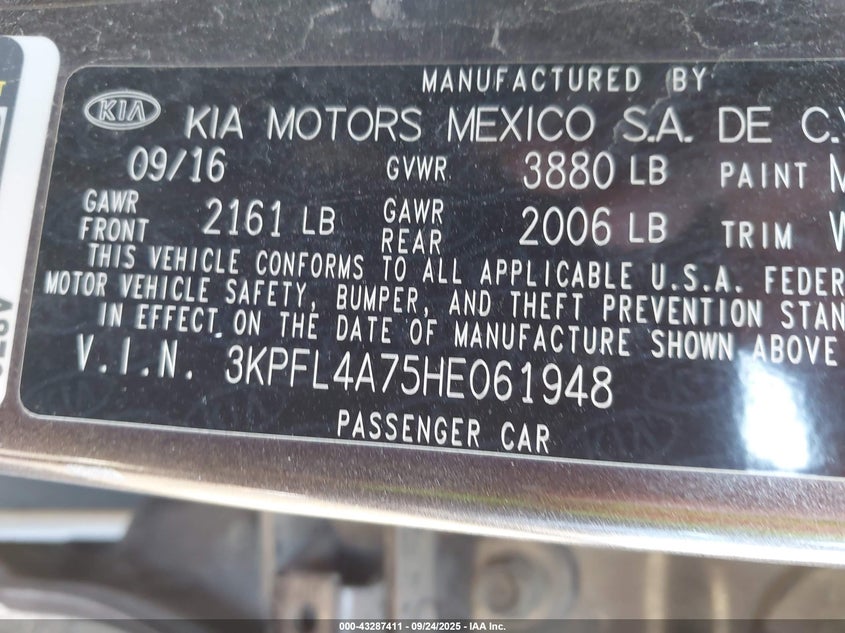 MANUFACTURED BY
KIA KIA MOTORS MEXICO S.A. DE C.V
09/16 GVWR 3880 LB PAINT M
GAWR FRONT 2161 LB GAWR REAR 2006 LB TRIM W
THIS VEHICLE CONFORMS TO ALL APPLICABLE U.S.A. FEDER
MOTOR VEHICLE SAFETY, BUMPER, AND THEFT PREVENTION STAN
IN EFFECT ON THE DATE OF MANUFACTURE SHOWN ABOVE
V.I.N. 3KPFL4A75HE061948
PASSENGER CAR
000-43287411 - 09/24/2025 - IAA Inc.